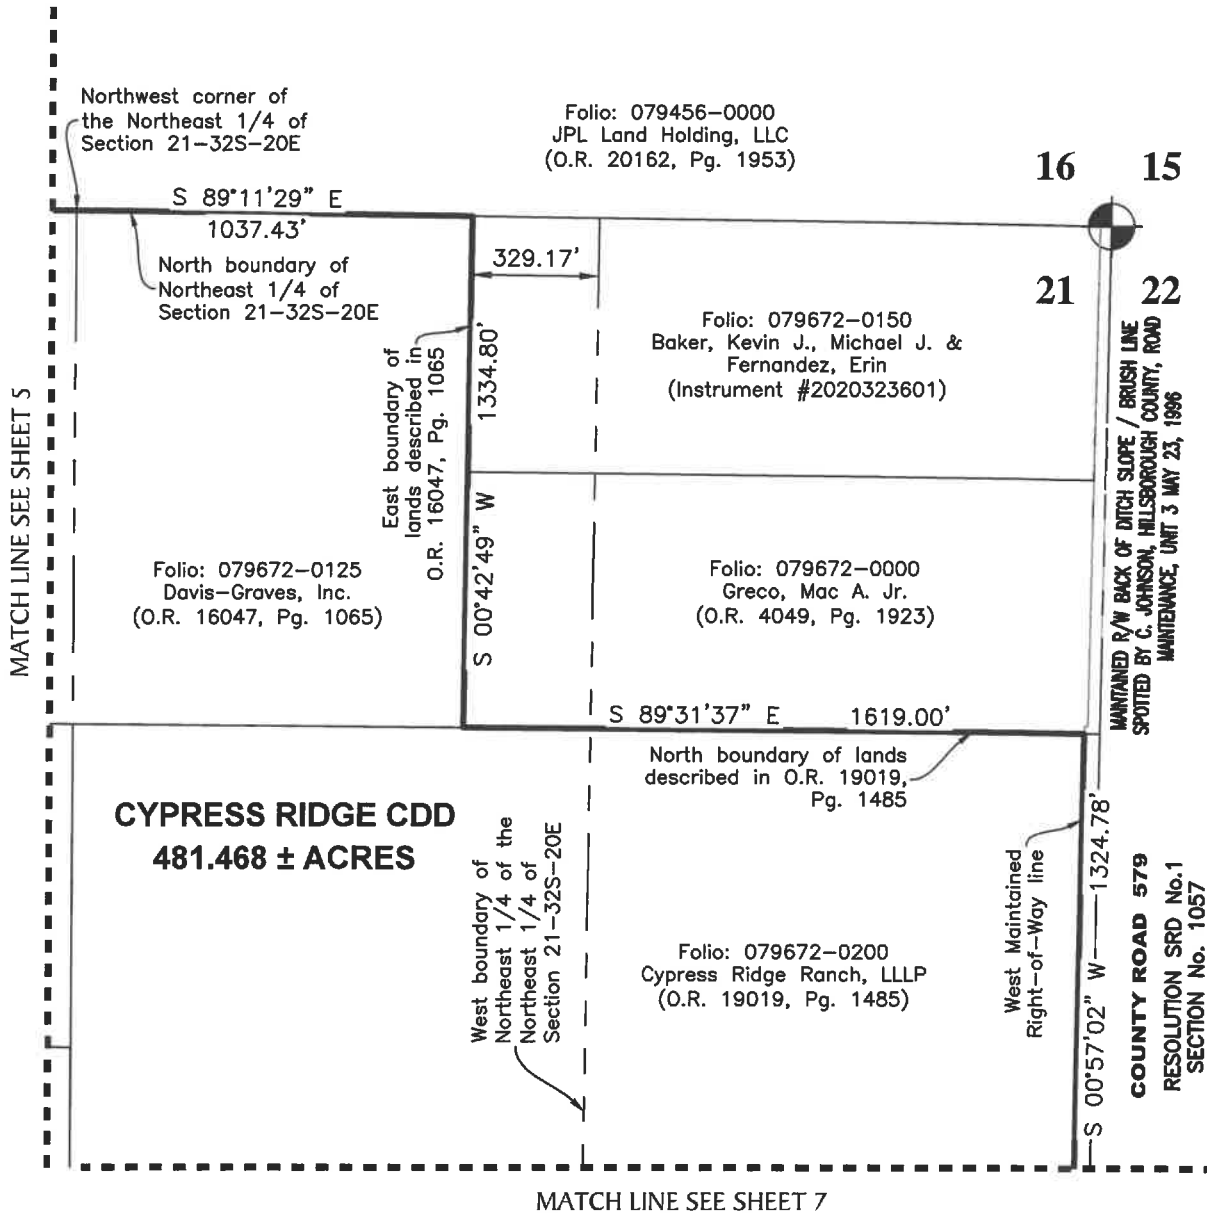 Northwest corner of
the Northeast 1/4 of
Section 21-32S-20E
Folio: 079456-0000
JPL Land Holding, LLC
(O.R. 20162, Pg. 1953)
16
15
S 89°11'29" E
1037.43'
329.17'
North boundary of
Northeast 1/4 of
Section 21-32S-20E
21
22
Folio: 079672-0150
Baker, Kevin J., Michael J. &
Fernandez, Erin
(Instrument #2020323601)
East boundary of
lands described in
O.R. 16047, Pg. 1065
1334.80'
S 00°42'49" W
MAINTAINED R/W BACK OF DITCH SLOPE / BRUSH LINE
SPOTTED BY C. JOHNSON, HILLSBOROUGH COUNTY, ROAD
MAINTENANCE, UNIT 3 MAY 23, 1996
MATCH LINE SEE SHEET 5
Folio: 079672-0125
Davis-Graves, Inc.
(O.R. 16047, Pg. 1065)
Folio: 079672-0000
Greco, Mac A. Jr.
(O.R. 4049, Pg. 1923)
S 89°31'37" E 1619.00'
North boundary of lands
described in O.R. 19019,
Pg. 1485
CYPRESS RIDGE CDD
481.468 ± ACRES
West boundary of
Northeast 1/4 of the
Northeast 1/4 of
Section 21-32S-20E
Folio: 079672-0200
Cypress Ridge Ranch, LLLP
(O.R. 19019, Pg. 1485)
West Maintained
Right-of-Way line
S 00°57'02" W 1324.78'
COUNTY ROAD 579
RESOLUTION SRD No.1
SECTION No. 1057
MATCH LINE SEE SHEET 7